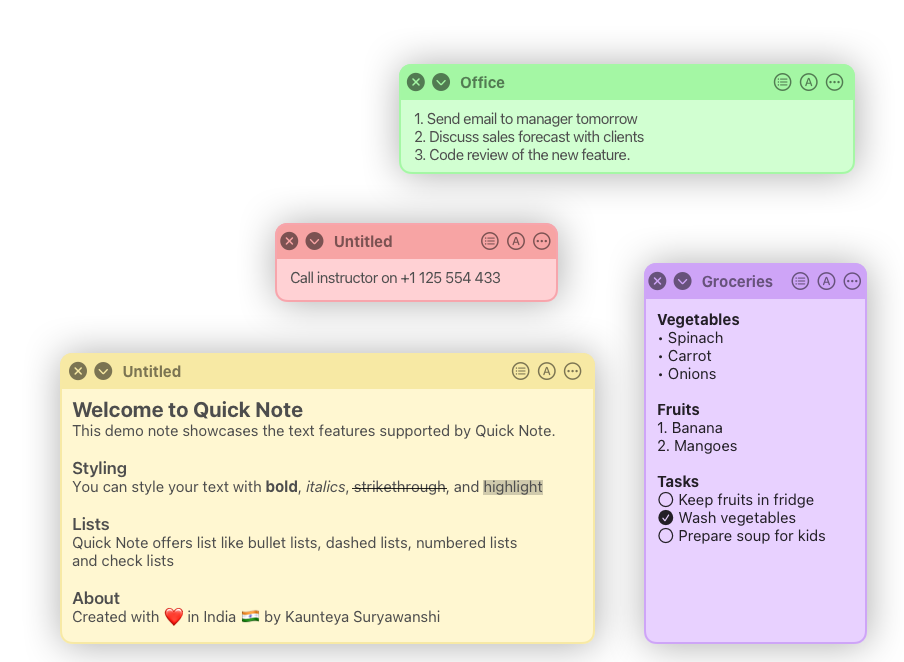 Office
1. Send email to manager tomorrow
2. Discuss sales forecast with clients
3. Code review of the new feature.
Untitled
Call instructor on +1 125 554 433
Groceries
Vegetables
• Spinach
• Carrot
• Onions
Fruits
1. Banana
2. Mangoes
Tasks
Keep fruits in fridge
Wash vegetables
Prepare soup for kids
Untitled
Welcome to Quick Note
This demo note showcases the text features supported by Quick Note.
Styling
You can style your text with bold, italics, strikethrough, and highlight
Lists
Quick Note offers list like bullet lists, dashed lists, numbered lists
and check lists
About
Created with ❤️ in India 🇮🇳 by Kaunteya Suryawanshi